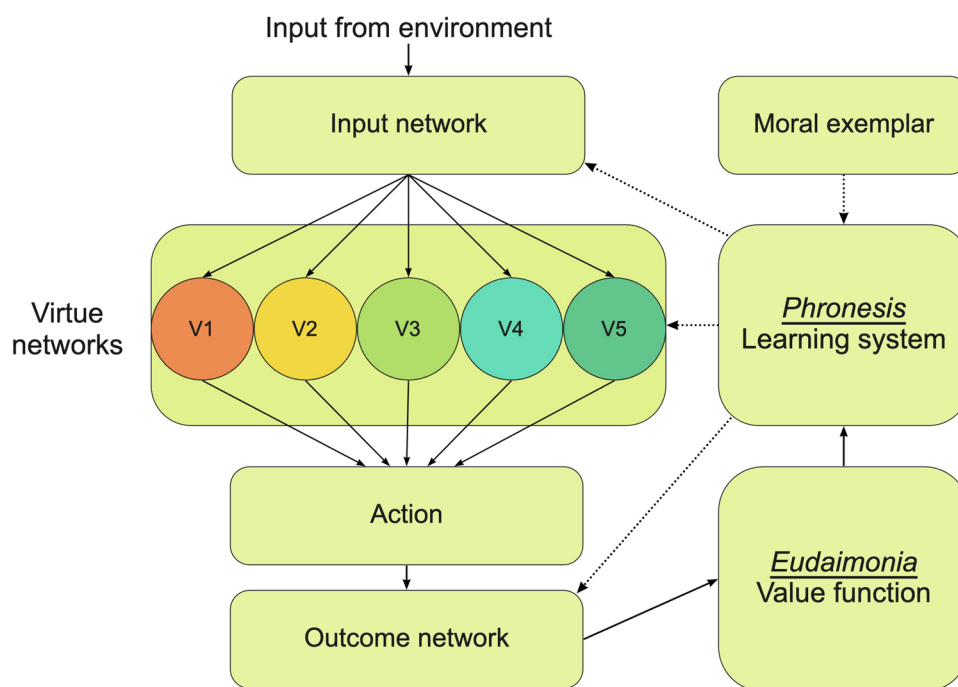 Input from environment
Input network
Moral exemplar
Virtue
networks
V1
V2
V3
V4
V5
Phronesis
Learning system
Action
Eudaimonia
Value function
Outcome network